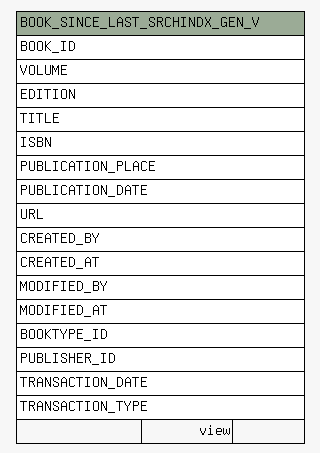 BOOK_SINCE_LAST_SRCHINDX_GEN_V
BOOK_ID
VOLUME
EDITION
TITLE
ISBN
PUBLICATION_PLACE
PUBLICATION_DATE
URL
CREATED_BY
CREATED_AT
MODIFIED_BY
MODIFIED_AT
BOOKTYPE_ID
PUBLISHER_ID
TRANSACTION_DATE
TRANSACTION_TYPE
view